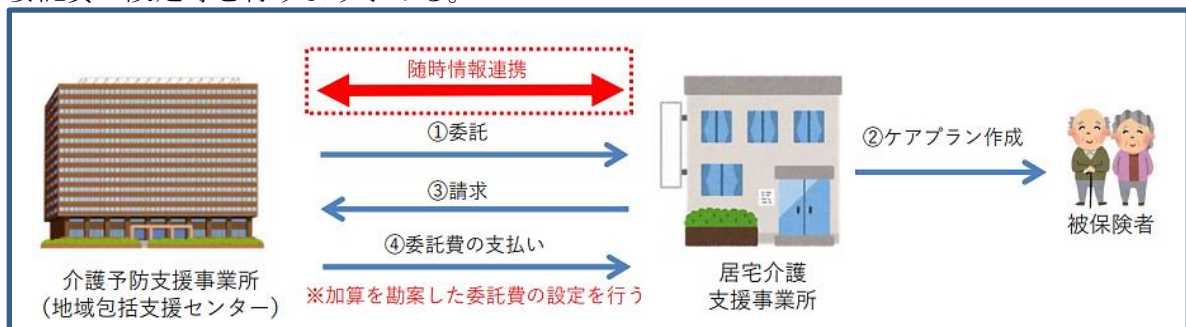 随時情報連携
①委託
②ケアプラン作成
③請求
④委託費の支払い
※加算を勘案した委託費の設定を行う
介護予防支援事業所
(地域包括支援センター)
居宅介護
支援事業所
被保険者